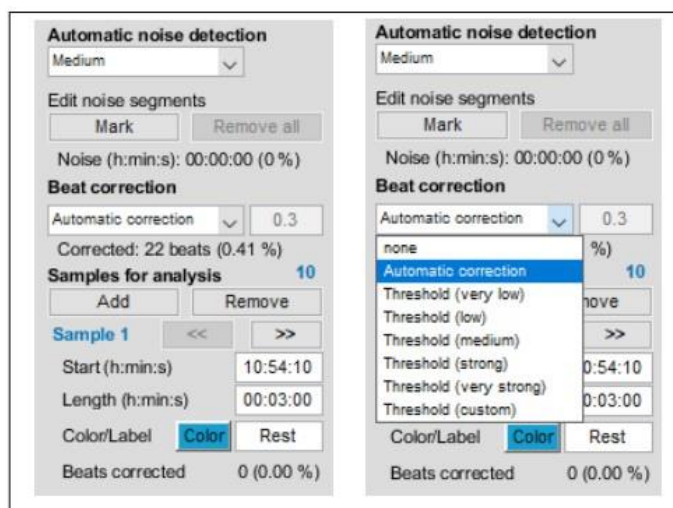 Automatic noise detection
Medium
Edit noise segments
Mark Remove all
Noise (h:min:s): 00:00:00 (0 %)
Beat correction
Automatic correction 0.3
Corrected: 22 beats (0.41 %)
Samples for analysis 10
Add Remove
Sample 1 << >>
Start (h:min:s) 10:54:10
Length (h:min:s) 00:03:00
Color/Label Color Rest
Beats corrected 0 (0.00 %)
Automatic noise detection
Medium
Edit noise segments
Mark Remove all
Noise (h:min:s): 00:00:00 (0 %)
Beat correction
Automatic correction 0.3
none %)
Automatic correction 10
Threshold (very low) nove
Threshold (low)
Threshold (medium) >>
Threshold (strong) 0:54:10
Threshold (very strong) 0:03:00
Threshold (custom)
Color/Label Color Rest
Beats corrected 0 (0.00 %)